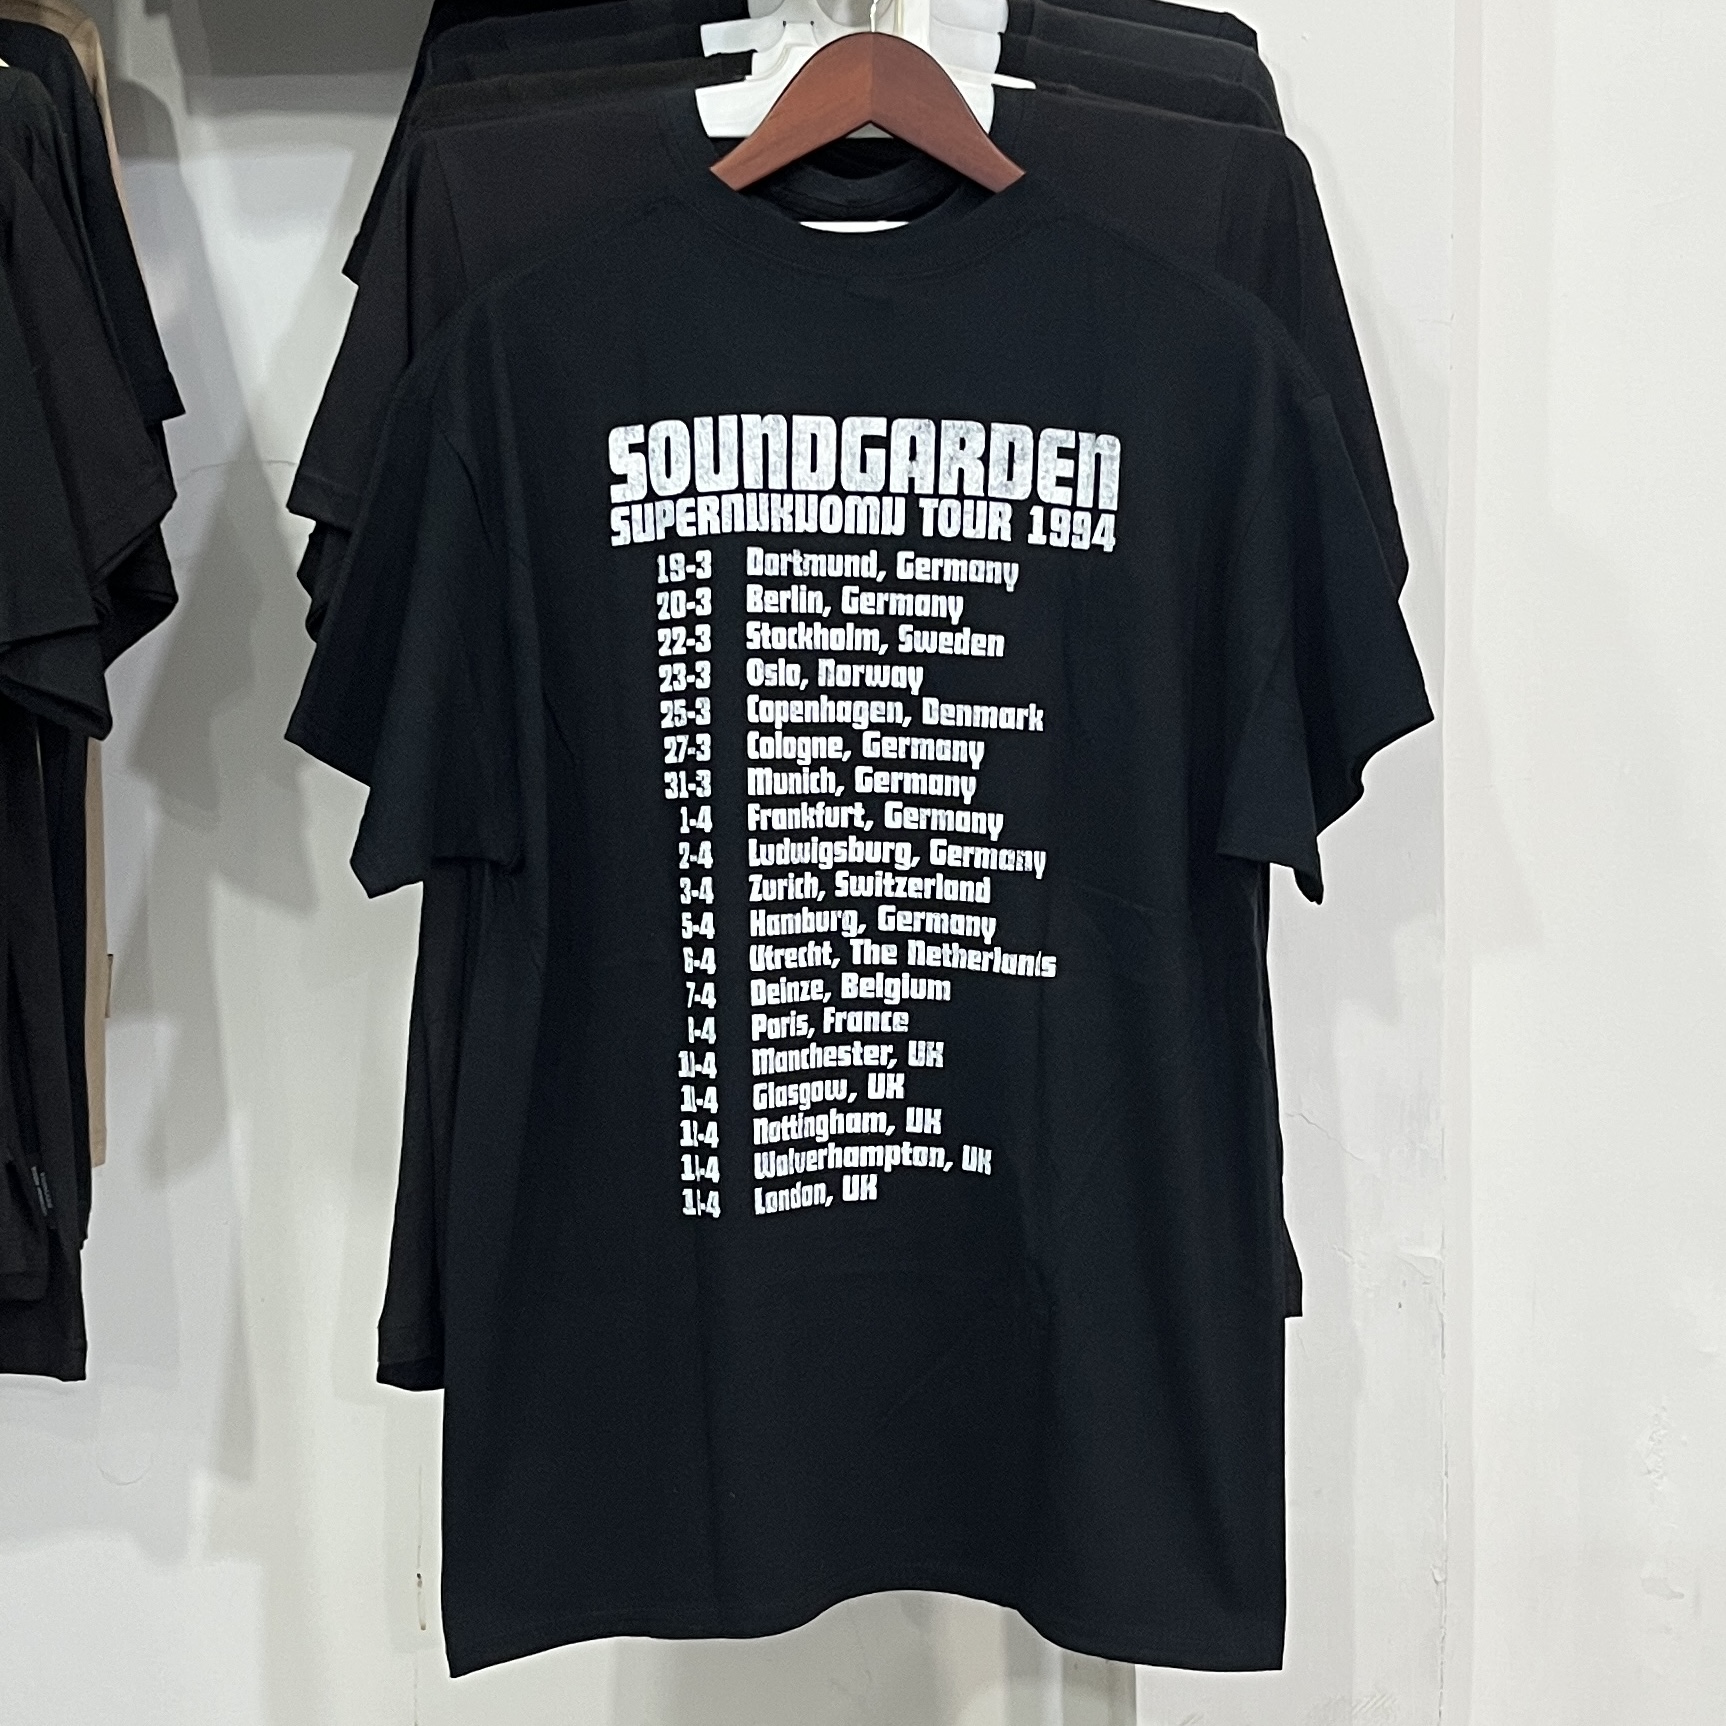 SOUNDGARDEN
SUPERUNKNOWN TOUR 1994
19-3 Dortmund, Germany
20-3 Berlin, Germany
22-3 Stockholm, Sweden
23-3 Oslo, Norway
25-3 Copenhagen, Denmark
27-3 Cologne, Germany
31-3 Munich, Germany
1-4 Frankfurt, Germany
2-4 Ludwigsburg, Germany
3-4 Zurich, Switzerland
5-4 Hamburg, Germany
6-4 Utrecht, The Netherlands
7-4 Deinze, Belgium
Paris, France
Manchester, UK
Glasgow, UK
Nottingham, UK
Wolverhampton, UK
London, UK